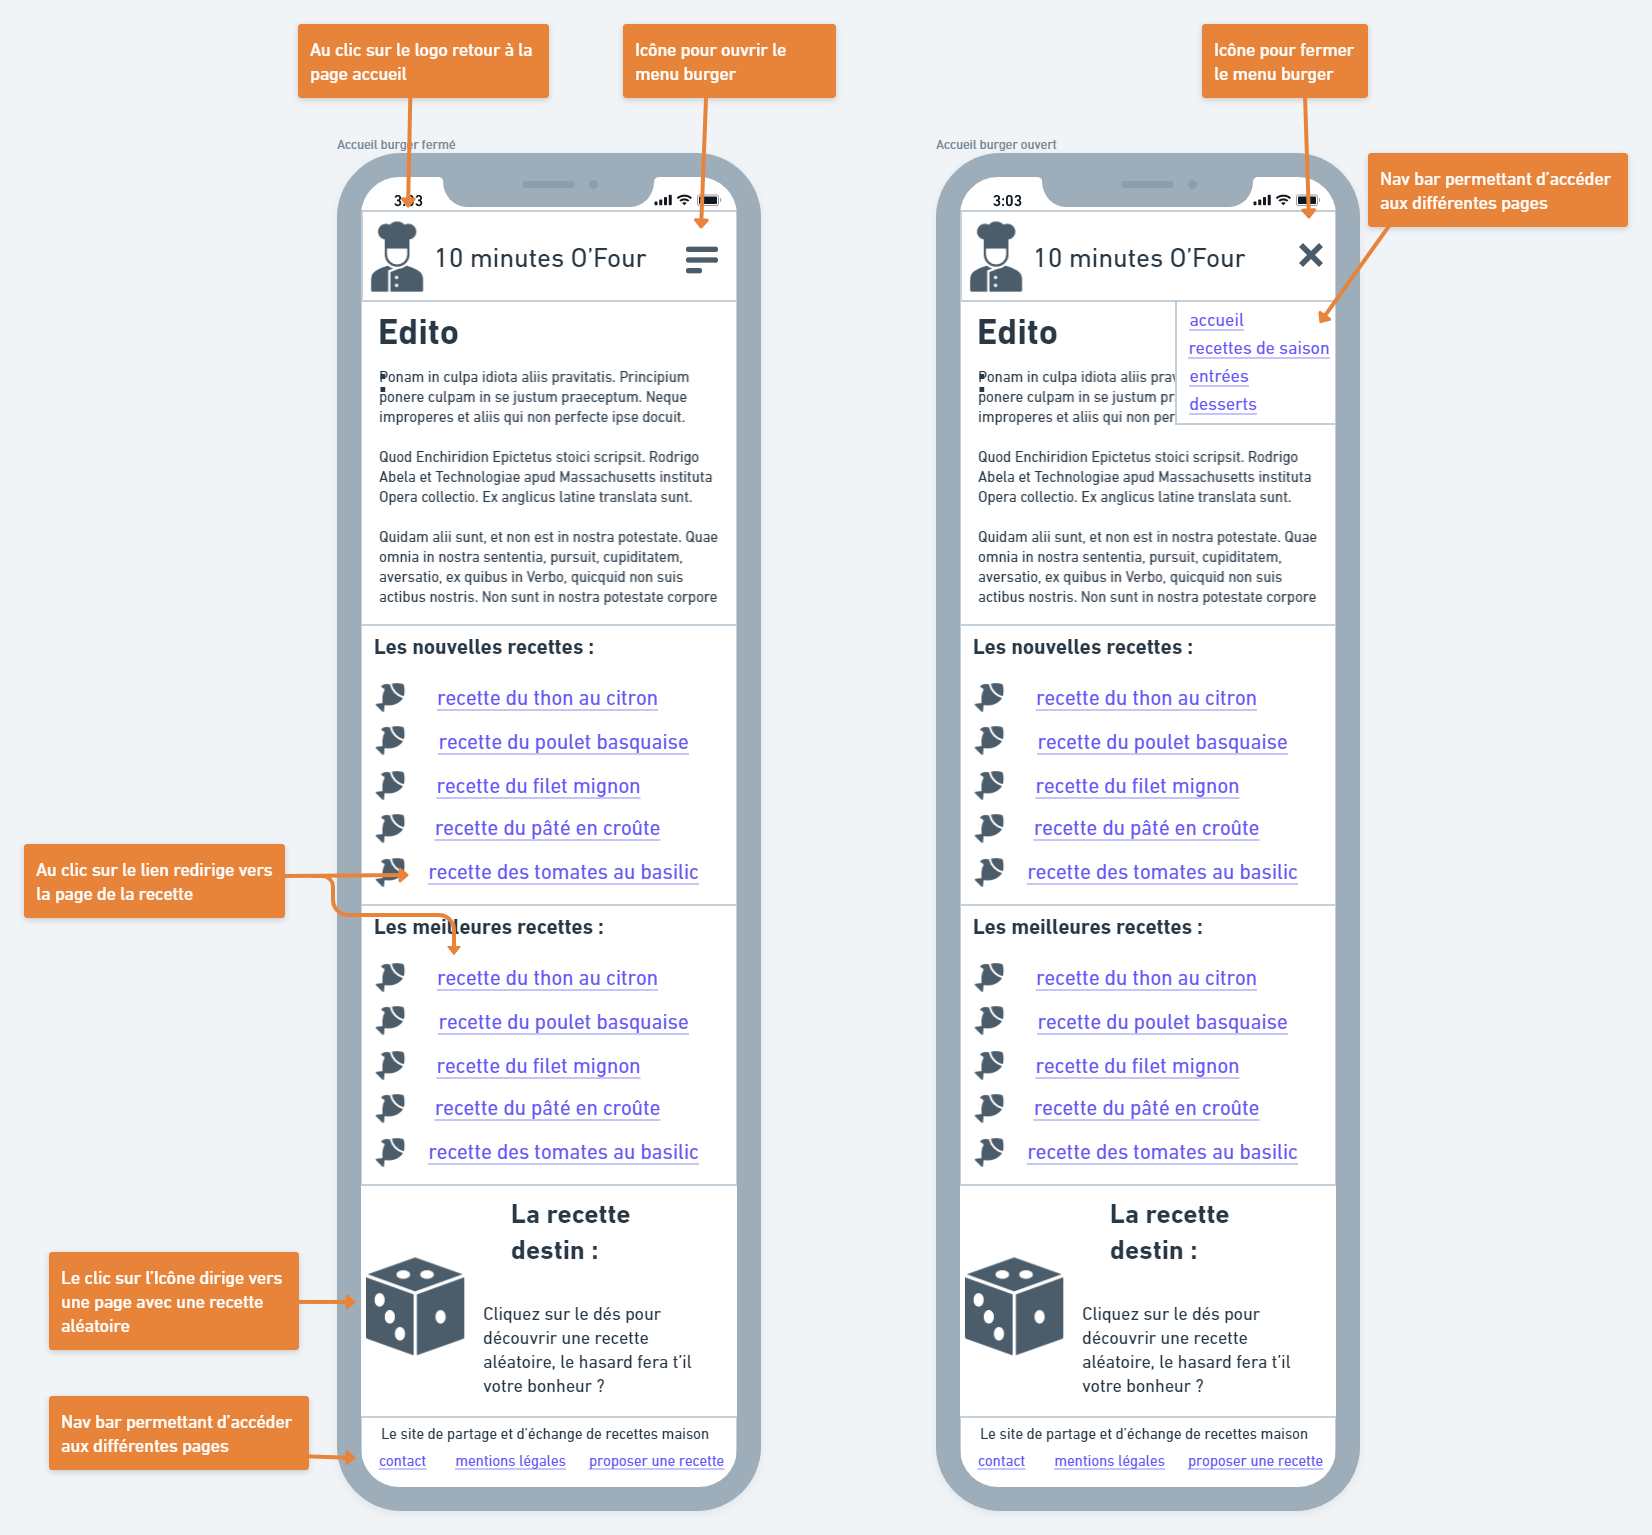 Au clic sur le logo retour à la
page accueil
Icône pour ouvrir le
menu burger
Icône pour fermer
le menu burger
Nav bar permettant d'accéder
aux différentes pages
Accueil burger fermé
3:03
10 minutes O'Four
Edito
:
Ponam in culpa idiota aliis pravitatis. Principium
ponere culpam in se justum praeceptum. Neque
improperes et aliis qui non perfecte ipse docuit.
Quod Enchiridion Epictetus stoici scripsit. Rodrigo
Abela et Technologiae apud Massachusetts instituta
Opera collectio. Ex anglicus latine translata sunt.
Quidam alii sunt, et non est in nostra potestate. Quae
omnia in nostra sententia, pursuit, cupiditatem,
aversatio, ex quibus in Verbo, quicquid non suis
actibus nostris. Non sunt in nostra potestate corpore
Les nouvelles recettes :
recette du thon au citron
recette du poulet basquaise
recette du filet mignon
recette du pâté en croûte
recette des tomates au basilic
Au clic sur le lien redirige vers
la page de la recette
Les meilleures recettes :
recette du thon au citron
recette du poulet basquaise
recette du filet mignon
recette du pâté en croûte
recette des tomates au basilic
La recette
destin :
Le clic sur l'Icône dirige vers
une page avec une recette
aléatoire
Cliquez sur le dés pour
découvrir une recette
aléatoire, le hasard fera t'il
votre bonheur ?
Nav bar permettant d'accéder
aux différentes pages
Le site de partage et d'échange de recettes maison
contact mentions légales proposer une recette
Accueil burger ouvert
3:03
10 minutes O'Four
accueil
recettes de saison
entrées
desserts
Edito
:
Ponam in culpa idiota aliis prav
ponere culpam in se justum pr
improperes et aliis qui non per
Quod Enchiridion Epictetus stoici scripsit. Rodrigo
Abela et Technologiae apud Massachusetts instituta
Opera collectio. Ex anglicus latine translata sunt.
Quidam alii sunt, et non est in nostra potestate. Quae
omnia in nostra sententia, pursuit, cupiditatem,
aversatio, ex quibus in Verbo, quicquid non suis
actibus nostris. Non sunt in nostra potestate corpore
Les nouvelles recettes :
recette du thon au citron
recette du poulet basquaise
recette du filet mignon
recette du pâté en croûte
recette des tomates au basilic
Les meilleures recettes :
recette du thon au citron
recette du poulet basquaise
recette du filet mignon
recette du pâté en croûte
recette des tomates au basilic
La recette
destin :
Cliquez sur le dés pour
découvrir une recette
aléatoire, le hasard fera t'il
votre bonheur ?
Le site de partage et d'échange de recettes maison
contact mentions légales proposer une recette